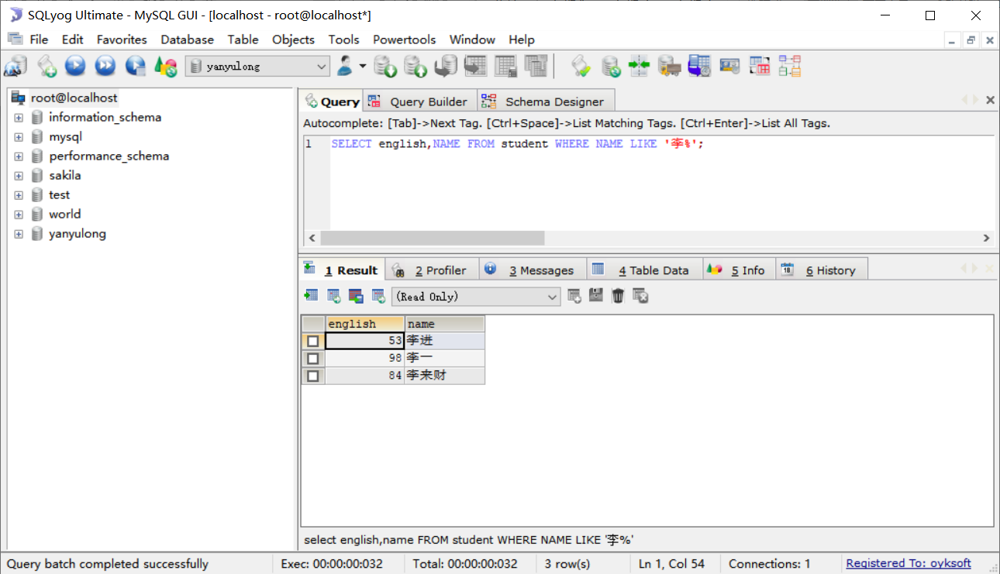 SQLyog Ultimate - MySQL GUI - [localhost - root@localhost*]
File Edit Favorites Database Table Objects Tools Powertools Window Help
yanyulong
root@localhost
information_schema
mysql
performance_schema
sakila
test
world
yanyulong
Query Query Builder Schema Designer
Autocomplete: [Tab]->Next Tag. [Ctrl+Space]->List Matching Tags. [Ctrl+Enter]->List All Tags.
1 SELECT english,NAME FROM student WHERE NAME LIKE '李%';
1 Result 2 Profiler 3 Messages 4 Table Data 5 Info 18 6 History
(Read Only)
english name
53 李进
98 李一
84 李来财
select english,name FROM student WHERE NAME LIKE '李%'
Query batch completed successfully Exec: 00:00:00:032 Total: 00:00:00:032 3 row(s) Ln 1, Col 54 Connections: 1 Registered To: oyksoft